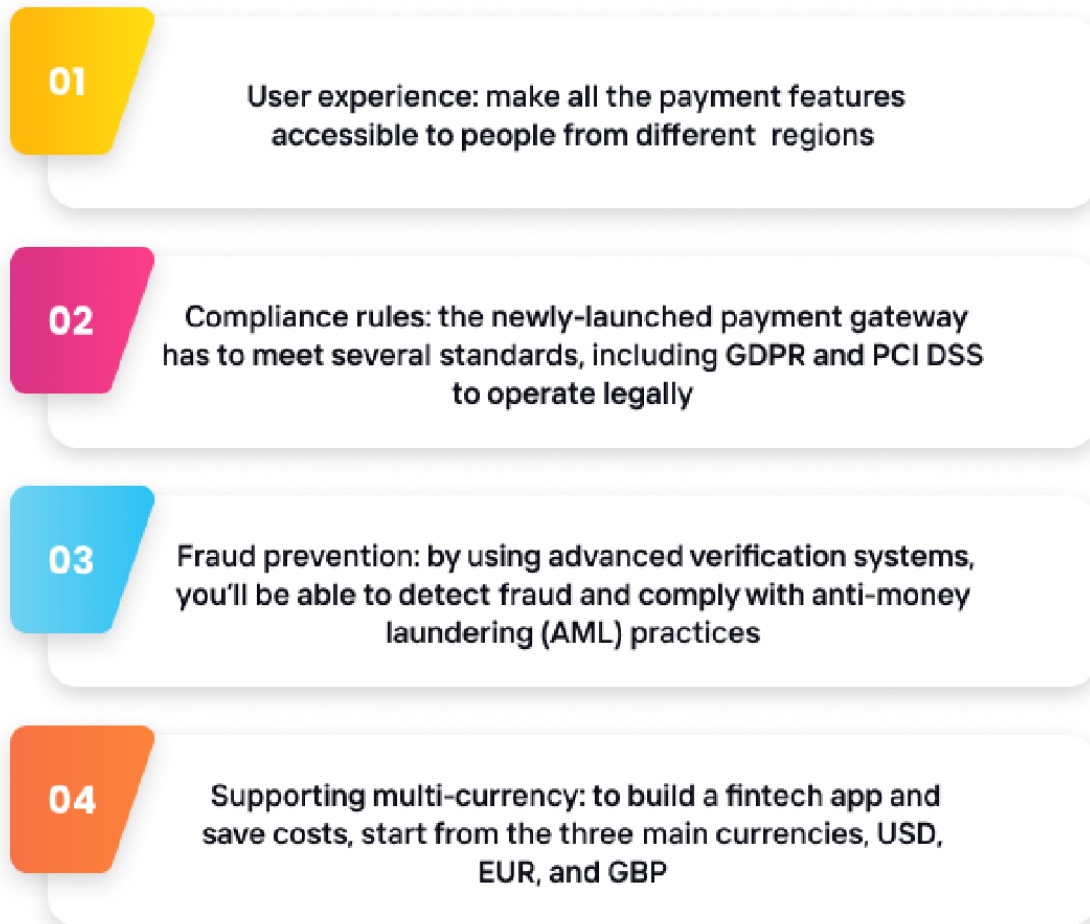 01
User experience: make all the payment features
accessible to people from different regions
02
Compliance rules: the newly-launched payment gateway
has to meet several standards, including GDPR and PCI DSS
to operate legally
03
Fraud prevention: by using advanced verification systems,
you'll be able to detect fraud and comply with anti-money
laundering (AML) practices
04
Supporting multi-currency: to build a fintech app and
save costs, start from the three main currencies, USD,
EUR, and GBP